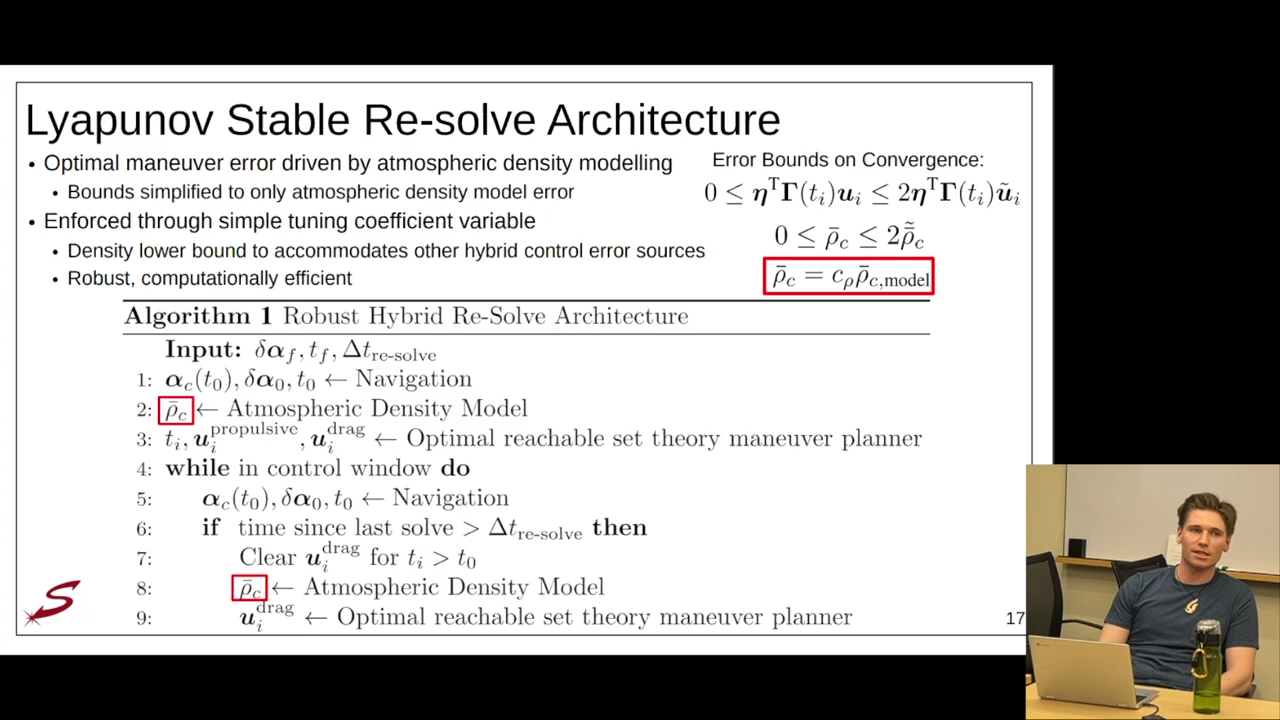 Lyapunov Stable Re-solve Architecture
• Optimal maneuver error driven by atmospheric density modelling
• Bounds simplified to only atmospheric density model error
• Enforced through simple tuning coefficient variable
• Density lower bound to accommodates other hybrid control error sources
• Robust, computationally efficient
Error Bounds on Convergence:
0 ≤ η^T Γ(t_i) u_i ≤ 2η^T Γ(t_i) ũ_i
0 ≤ ρ̄_c ≤ 2ρ̄̃_c
ρ̄_c = c_ρ ρ̄_{c,model}
Algorithm 1 Robust Hybrid Re-Solve Architecture
Input: δα_f, t_f, Δt_{re-solve}
1: α_c(t_0), δα_0, t_0 ← Navigation
2: ρ̄_c ← Atmospheric Density Model
3: t_i, u_i^{propulsive}, u_i^{drag} ← Optimal reachable set theory maneuver planner
4: while in control window do
5: α_c(t_0), δα_0, t_0 ← Navigation
6: if time since last solve > Δt_{re-solve} then
7: Clear u_i^{drag} for t_i > t_0
8: ρ̄_c ← Atmospheric Density Model
9: u_i^{drag} ← Optimal reachable set theory maneuver planner
S
17